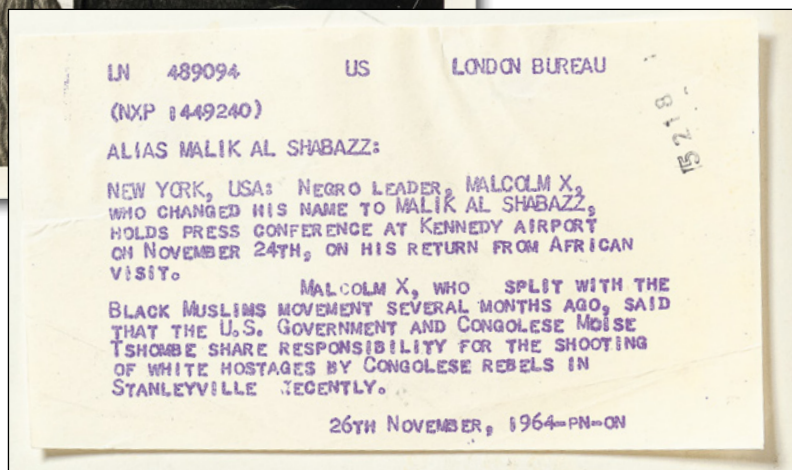 LN 489094 US LONDON BUREAU
(NXP 1449240)
ALIAS MALIK AL SHABAZZ:
NEW YORK, USA: NEGRO LEADER, MALCOLM X,
WHO CHANGED HIS NAME TO MALIK AL SHABAZZ,
HOLDS PRESS CONFERENCE AT KENNEDY AIRPORT
ON NOVEMBER 24TH, ON HIS RETURN FROM AFRICAN
VISIT.
MALCOLM X, WHO SPLIT WITH THE
BLACK MUSLIMS MOVEMENT SEVERAL MONTHS AGO, SAID
THAT THE U.S. GOVERNMENT AND CONGOLESE MOISE
TSHOMBE SHARE RESPONSIBILITY FOR THE SHOOTING
OF WHITE HOSTAGES BY CONGOLESE REBELS IN
STANLEYVILLE RECENTLY.
26TH NOVEMBER, 1964-PN-ON
15218